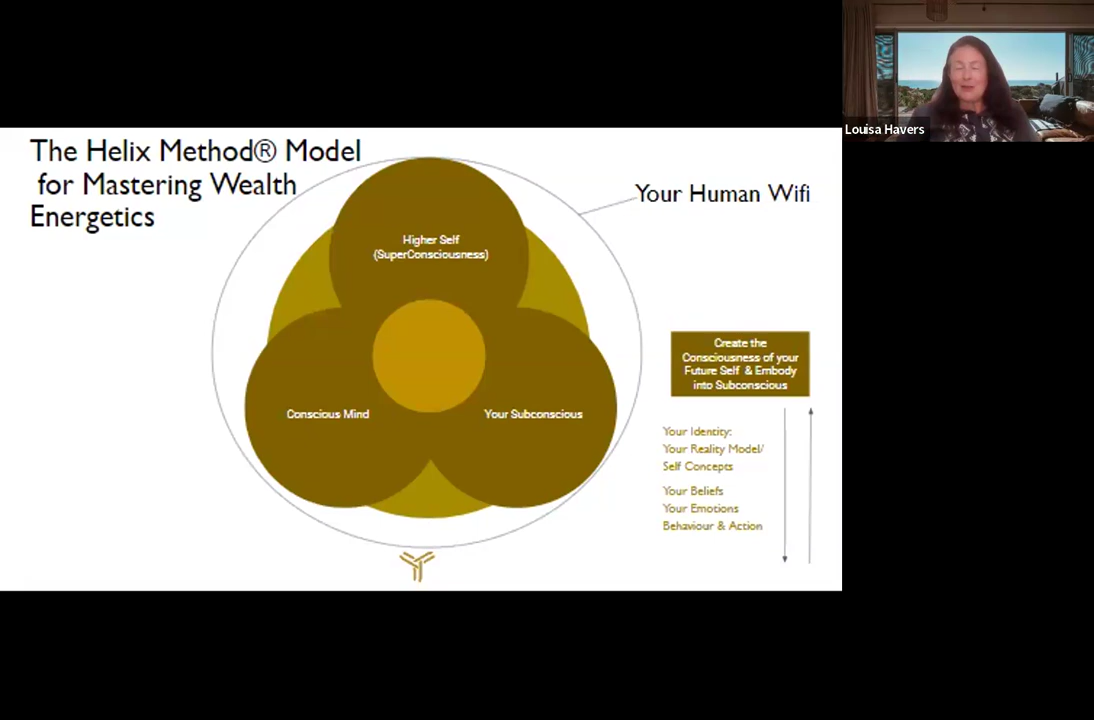 Louisa Havers
The Helix Method® Model
for Mastering Wealth
Energetics
Your Human Wifi
Higher Self
(SuperConsciousness)
Conscious Mind
Your Subconscious
Create the
Consciousness of your
Future Self & Embody
into Subconscious
Your Identity:
Your Reality Model/
Self Concepts
Your Beliefs
Your Emotions
Behaviour & Action